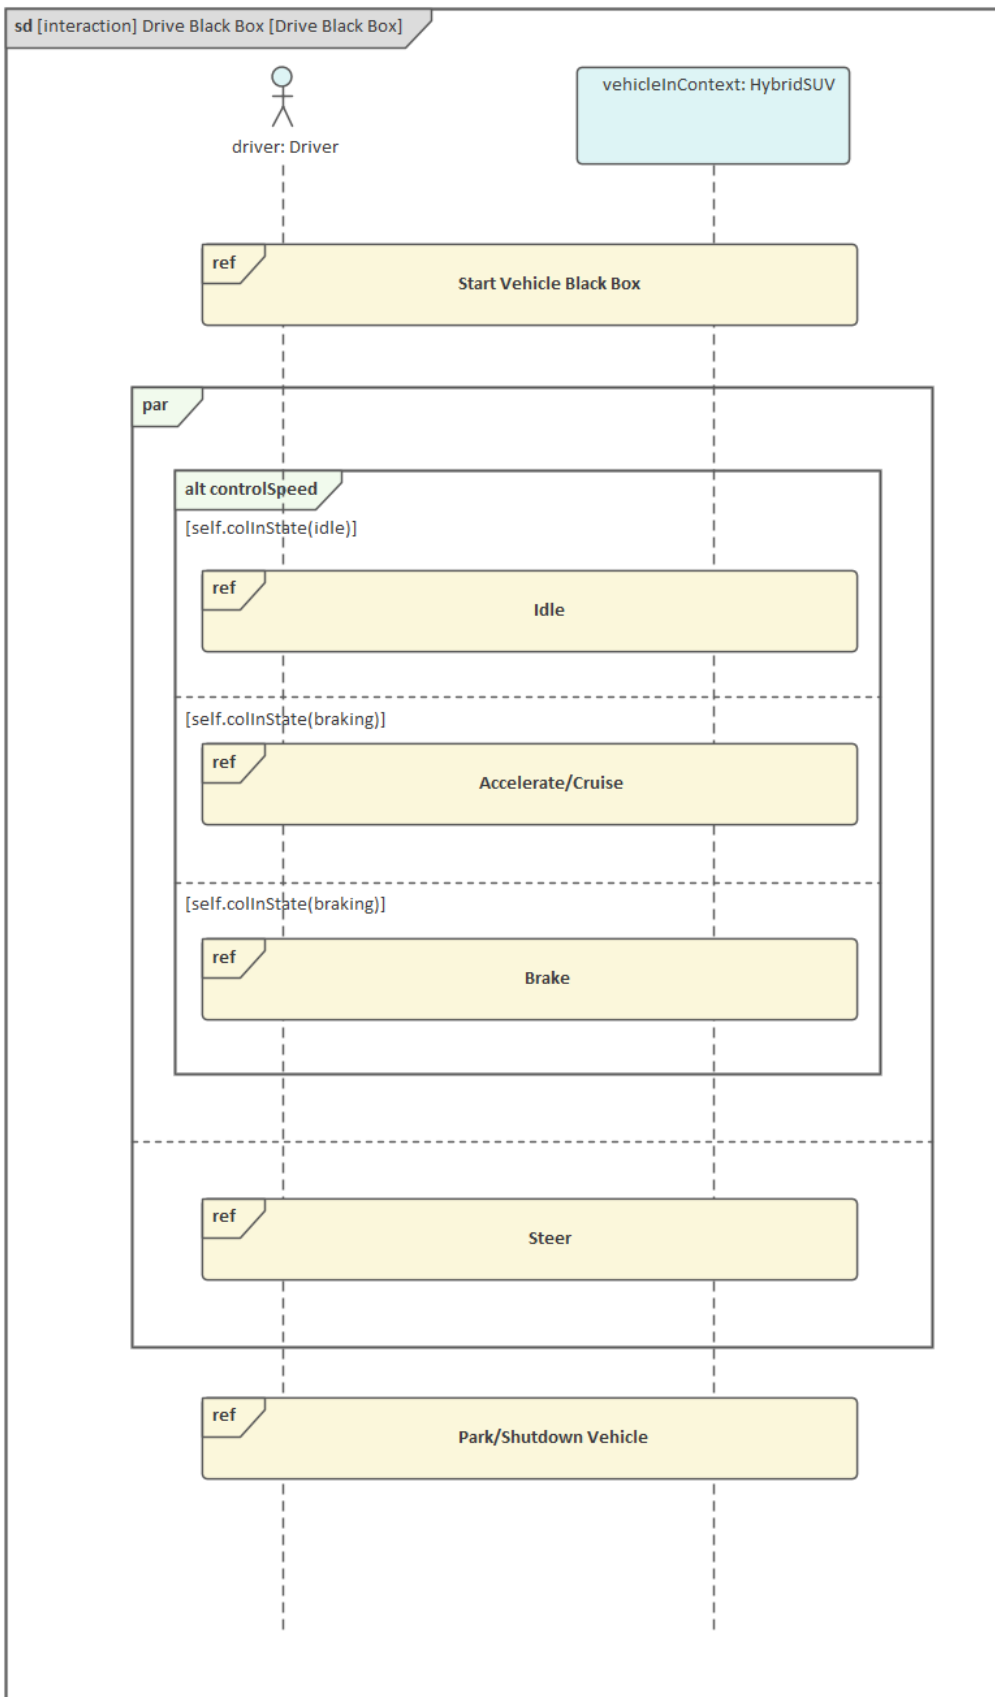 sd [interaction] Drive Black Box [Drive Black Box]
driver: Driver
vehicleInContext: HybridSUV
ref
Start Vehicle Black Box
par
alt controlSpeed
[self.colInState(idle)]
ref
Idle
[self.colInState(braking)]
ref
Accelerate/Cruise
[self.colInState(braking)]
ref
Brake
ref
Steer
ref
Park/Shutdown Vehicle